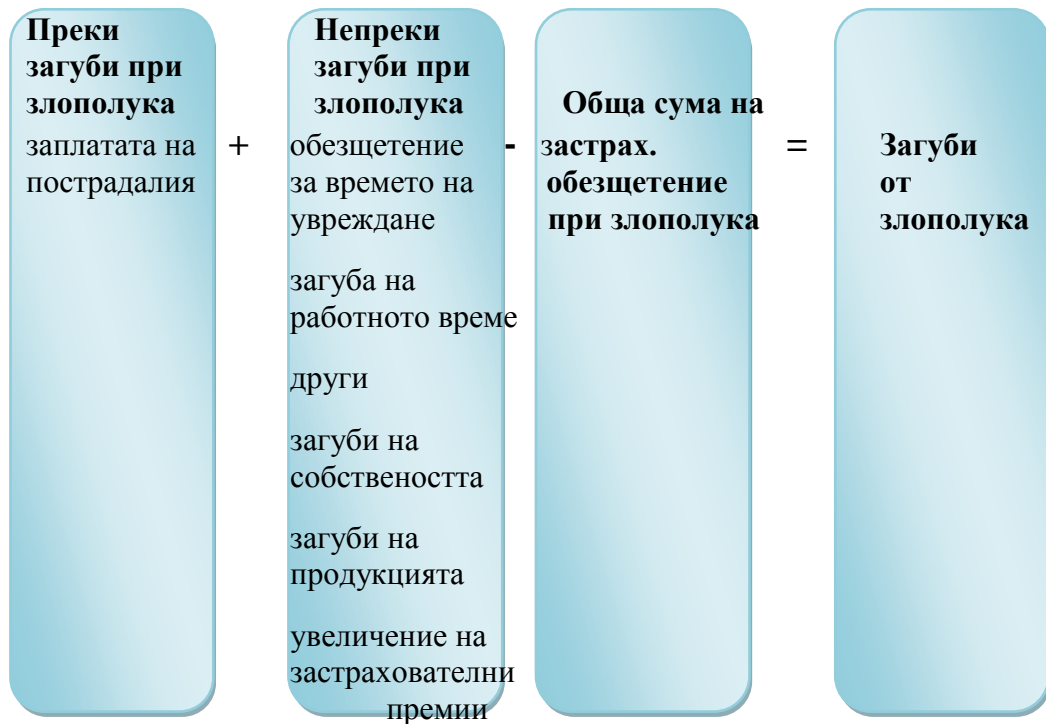 Преки
загуби при
злополука
заплатата на
пострадалия
+
Непреки
загуби при
злополука
обезщетение
за времето на
увреждане
загуба на
работното време
други
загуби на
собствеността
загуби на
продукцията
увеличение на
застрахователни
премии
-
Обща сума на
застрах.
обезщетение
при злополука
=
Загуби
от
злополука